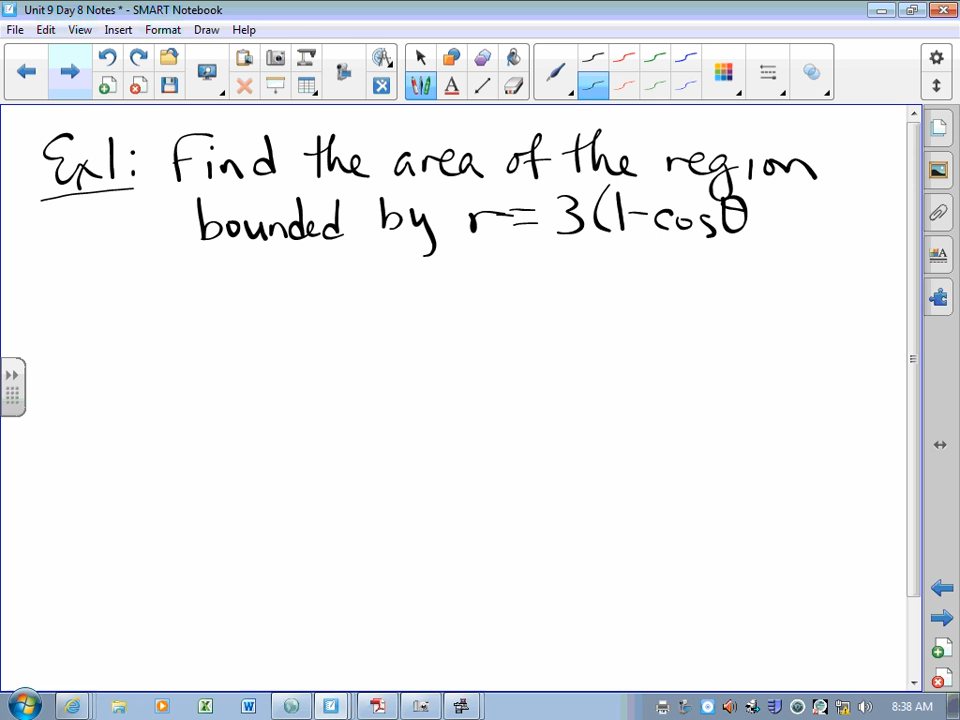 Unit 9 Day 8 Notes * - SMART Notebook
File Edit View Insert Format Draw Help
Ex1: Find the area of the region
bounded by r = 3(1-cosθ
8:38 AM